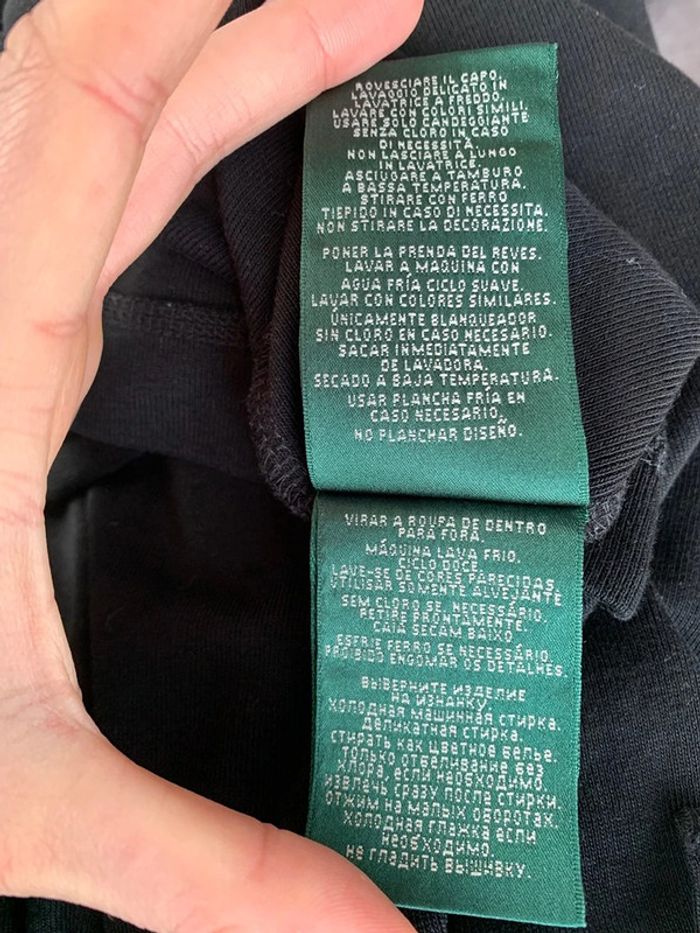 ROVESCIARE IL CAPO,
LAVAGGIO DELICATO IN
LAVATRICE A FREDDO.
LAVARE CON COLORI SIMILI.
USARE SOLO CANDEGGIANTE
SENZA CLORO IN CASO
DI NECESSITÀ.
NON LASCIARE A LUNGO
IN LAVATRICE.
ASCIUGARE A TAMBURO
A BASSA TEMPERATURA.
STIRARE CON FERRO
TIEPIDO IN CASO DI NECESSITA.
NON STIRARE LA DECORAZIONE.
PONER LA PRENDA DEL REVES.
LAVAR A MAQUINA CON
AGUA FRÍA CICLO SUAVE.
LAVAR CON COLORES SIMILARES.
ÚNICAMENTE BLANQUEADOR
SIN CLORO EN CASO NECESARIO.
SACAR INMEDIATAMENTE
DE LAVADORA.
SECADO A BAJA TEMPERATURA.
USAR PLANCHA FRÍA EN
CASO NECESARIO,
NO PLANCHAR DISEÑO.
VIRAR A ROUPA DE DENTRO
PARA FORA.
MÁQUINA LAVA FRIO.
CICLO DOCE.
LAVE-SE DE CORES PARECIDAS
UTILISAR SOMENTE ALVEJANTE
SEM CLORO SE NECESSÁRIO.
RETIRE PRONTAMENTE
CAIA SECAM BAIXO
ESFRIE FERRO SE NECESSÁRIO.
PROIBIDO ENGOMAR OS DETALHES.
ВЫВЕРНИТЕ ИЗДЕЛИЕ
НА ИЗНАНКУ.
ХОЛОДНАЯ МАШИННАЯ СТИРКА.
ДЕЛИКАТНАЯ СТИРКА.
СТИРАТЬ КАК ЦВЕТНОЕ БЕЛЬЕ.
ТОЛЬКО ОТБЕЛИВАНИЕ БЕЗ
ХЛОРА, ЕСЛИ НЕОБХОДИМО.
ИЗВЛЕЧЬ СРАЗУ ПОСЛЕ СТИРКИ.
ОТЖИМ НА МАЛЫХ ОБОРОТАХ.
ХОЛОДНАЯ ГЛАЖКА ЕСЛИ
НЕОБХОДИМО.
НЕ ГЛАДИТЬ ВЫШИВКУ.